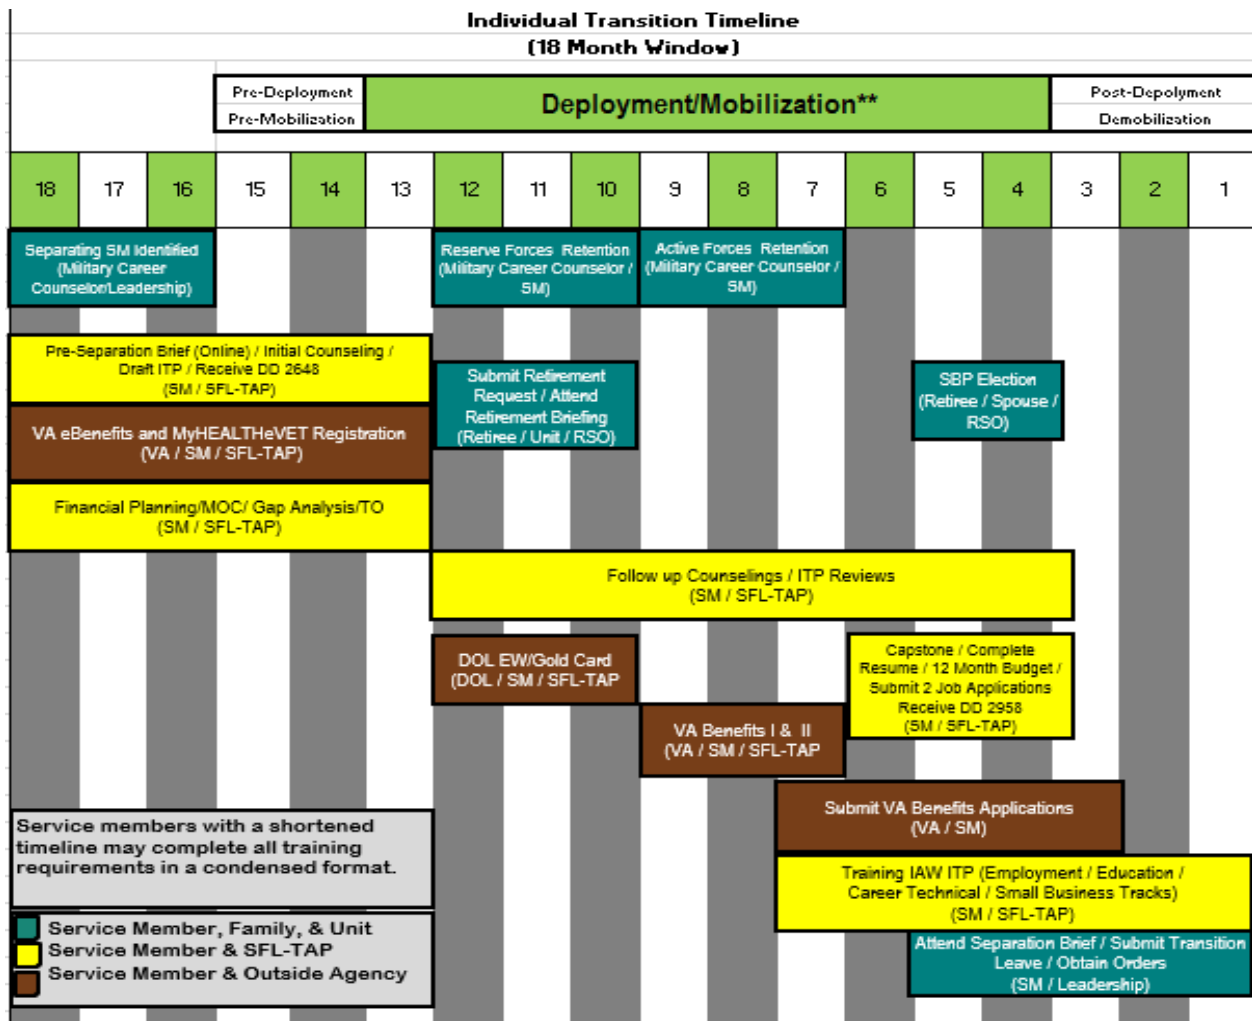 Individual Transition Timeline
(18 Month Window)
Pre-Deployment
Pre-Mobilization
Deployment/Mobilization**
Post-Depolyment
Demobilization
18 17 16 15 14 13 12 11 10 9 8 7 6 5 4 3 2 1
Separating SM Identified
(Military Career
Counselor/Leadership)
Reserve Forces Retention
(Military Career Counselor /
SM)
Active Forces Retention
(Military Career Counselor /
SM)
Pre-Separation Brief (Online) / Initial Counseling /
Draft ITP / Receive DD 2648
(SM / SFL-TAP)
Submit Retirement
Request / Attend
Retirement Briefing
(Retiree / Unit / RSO)
SBP Election
(Retiree / Spouse /
RSO)
VA eBenefits and MyHEALTHeVET Registration
(VA / SM / SFL-TAP)
Financial Planning/MOC/ Gap Analysis/TO
(SM / SFL-TAP)
Follow up Counselings / ITP Reviews
(SM / SFL-TAP)
DOL EW/Gold Card
(DOL / SM / SFL-TAP
Capstone / Complete
Resume / 12 Month Budget /
Submit 2 Job Applications
Receive DD 2958
(SM / SFL-TAP)
VA Benefits I & II
(VA / SM / SFL-TAP
Submit VA Benefits Applications
(VA / SM)
Training IAW ITP (Employment / Education /
Career Technical / Small Business Tracks)
(SM / SFL-TAP)
Attend Separation Brief / Submit Transition
Leave / Obtain Orders
(SM / Leadership)
Service members with a shortened
timeline may complete all training
requirements in a condensed format.
Service Member, Family, & Unit
Service Member & SFL-TAP
Service Member & Outside Agency